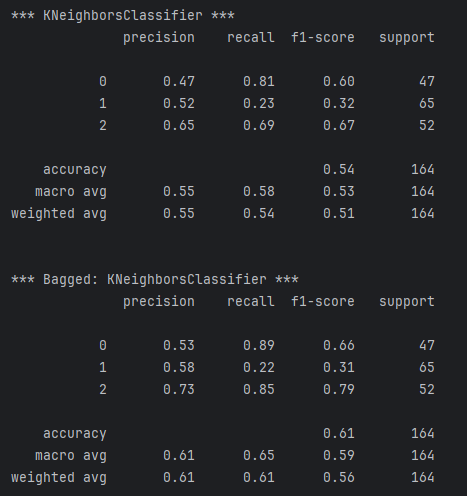 *** KNeighborsClassifier ***
              precision    recall  f1-score   support

           0       0.47      0.81      0.60        47
           1       0.52      0.23      0.32        65
           2       0.65      0.69      0.67        52

    accuracy                           0.54       164
   macro avg       0.55      0.58      0.53       164
weighted avg       0.55      0.54      0.51       164

*** Bagged: KNeighborsClassifier ***
              precision    recall  f1-score   support

           0       0.53      0.89      0.66        47
           1       0.58      0.22      0.31        65
           2       0.73      0.85      0.79        52

    accuracy                           0.61       164
   macro avg       0.61      0.65      0.59       164
weighted avg       0.61      0.61      0.56       164